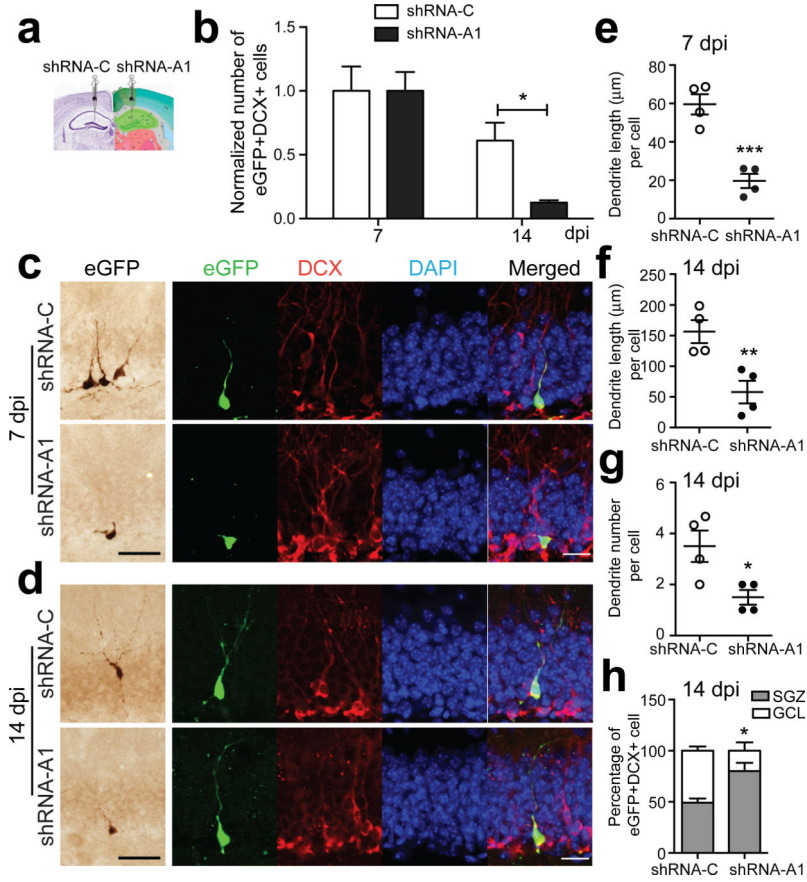 a
shRNA-C shRNA-A1
b
shRNA-C
shRNA-A1
Normalized number of
eGFP+DCX+ cells
1.5
1.0
0.5
0.0
*
7
14
dpi
c
eGFP
eGFP
DCX
DAPI
Merged
7 dpi
shRNA-C
shRNA-A1
d
14 dpi
shRNA-C
shRNA-A1
e
7 dpi
Dendrite length (μm)
per cell
60
40
20
0
***
shRNA-C shRNA-A1
f
14 dpi
Dendrite length (μm)
per cell
250
200
150
100
50
0
**
shRNA-C shRNA-A1
g
14 dpi
Dendrite number
per cell
6
4
2
0
*
shRNA-C shRNA-A1
h
14 dpi
SGZ
GCL
Percentage of
eGFP+DCX+ cell
100
50
0
*
shRNA-C shRNA-A1